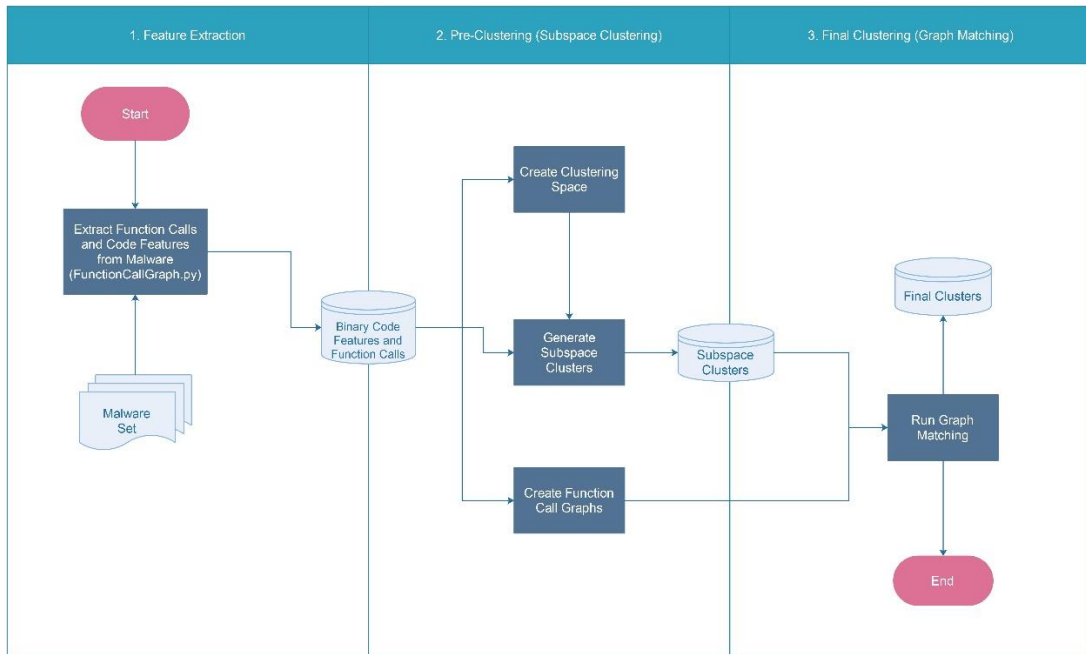 1. Feature Extraction
2. Pre-Clustering (Subspace Clustering)
3. Final Clustering (Graph Matching)
Start
Extract Function Calls
and Code Features
from Malware
(FunctionCallGraph.py)
Malware
Set
Binary Code
Features and
Function Calls
Create Clustering
Space
Generate
Subspace
Clusters
Create Function
Call Graphs
Subspace
Clusters
Final Clusters
Run Graph
Matching
End